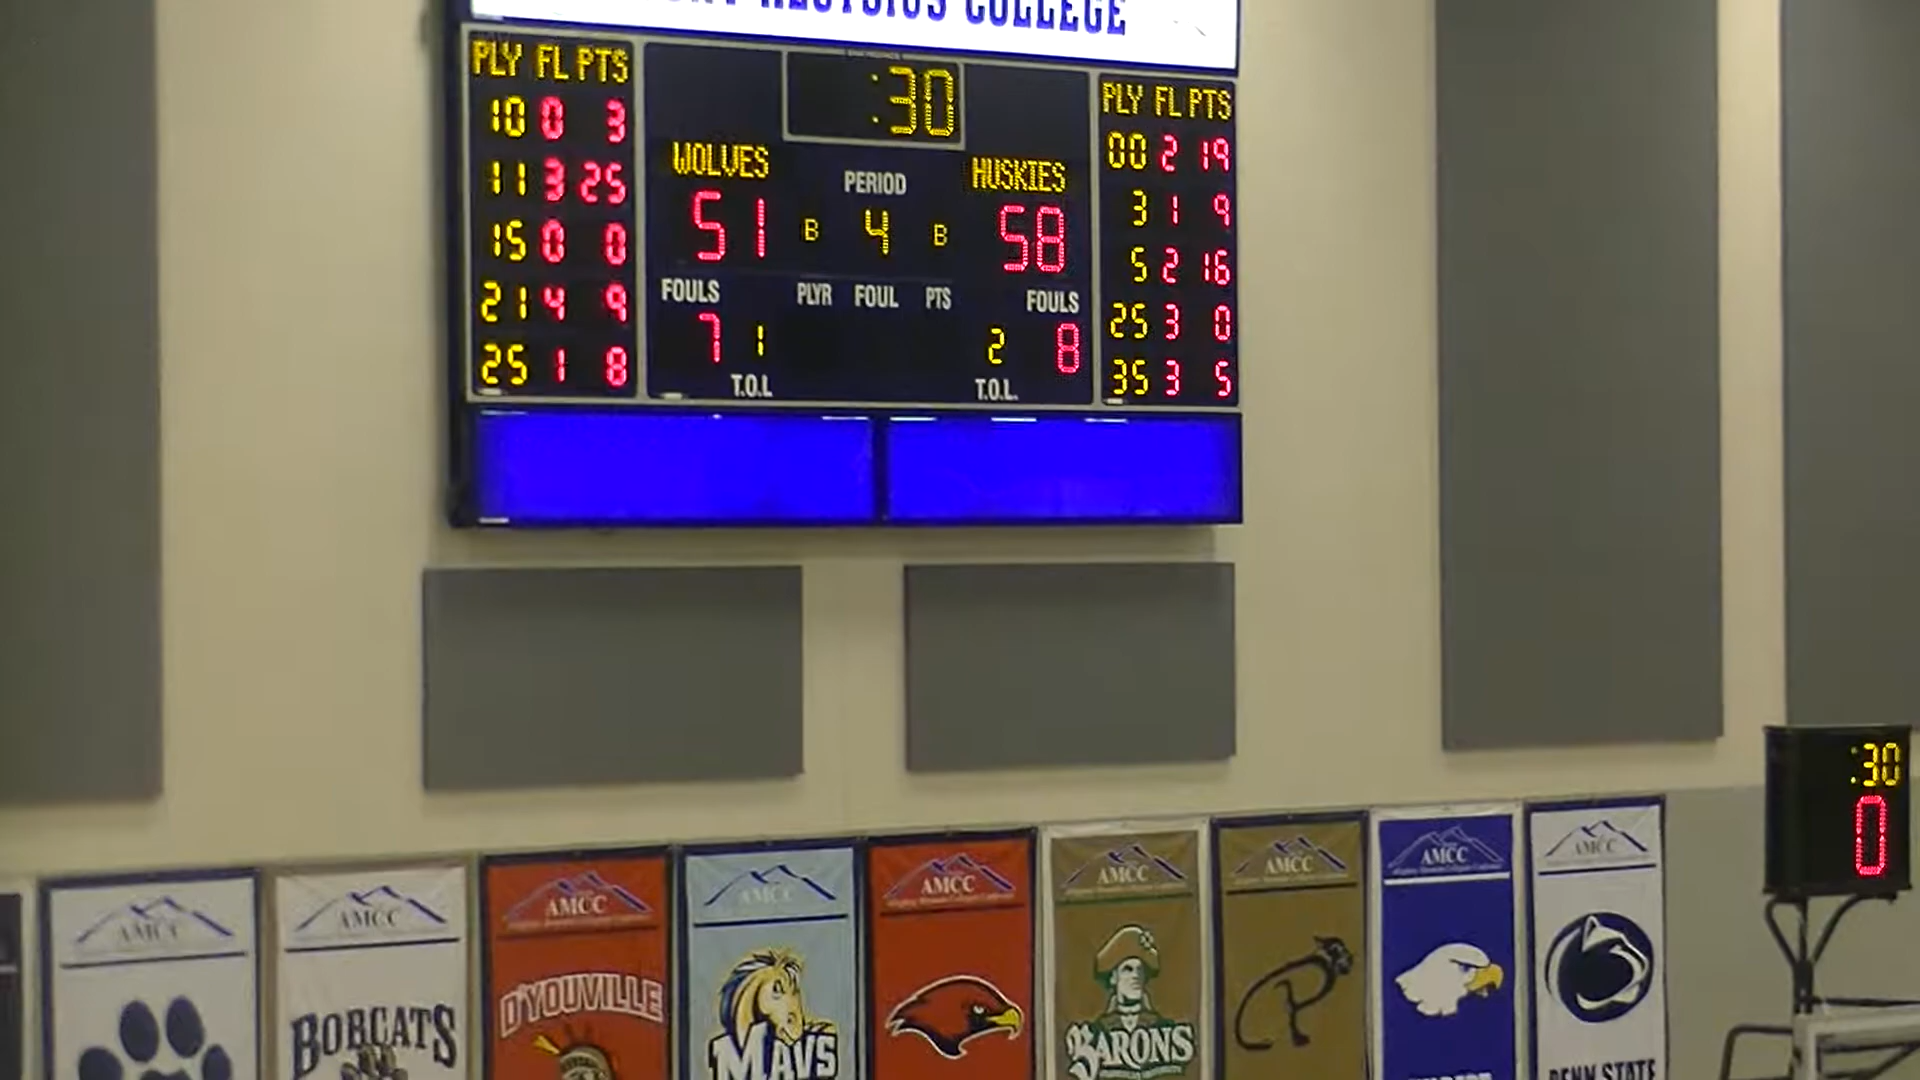 ALOYSIUS COLLEGE
PLY FL PTS
10 0 3
11 3 25
15 0 0
21 4 9
25 1 8
:30
WOLVES
HUSKIES
PERIOD
51 B 4 B 58
FOULS PLYR FOUL PTS FOULS
7 1 2 8
T.O.L T.O.L.
PLY FL PTS
00 2 19
3 1 9
5 2 16
25 3 0
35 3 5
:30
0
AMCC
AMCC
BOBCATS
AMCC
D'YOUVILLE
AMCC
MAVS
AMCC
AMCC
BARONS
AMCC
AMCC
AMCC
PENN STATE